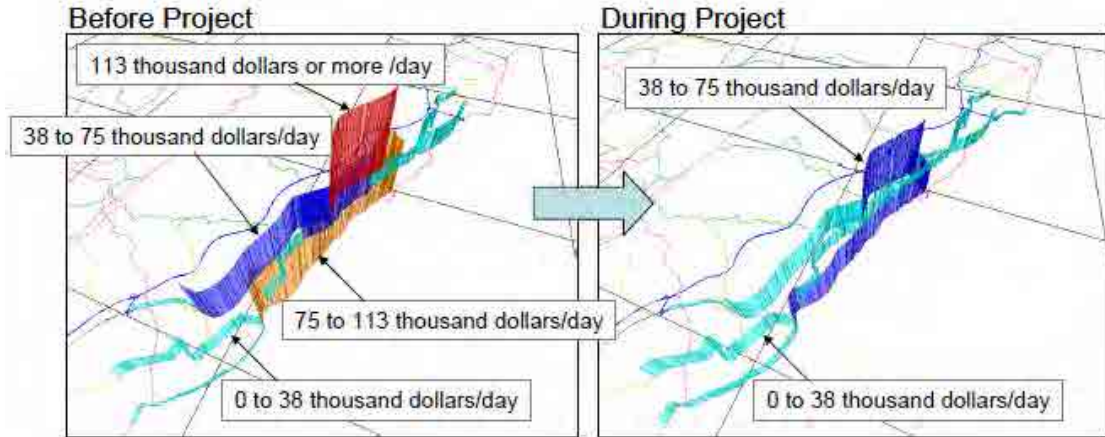 Before Project
113 thousand dollars or more /day
38 to 75 thousand dollars/day
75 to 113 thousand dollars/day
0 to 38 thousand dollars/day
During Project
38 to 75 thousand dollars/day
0 to 38 thousand dollars/day